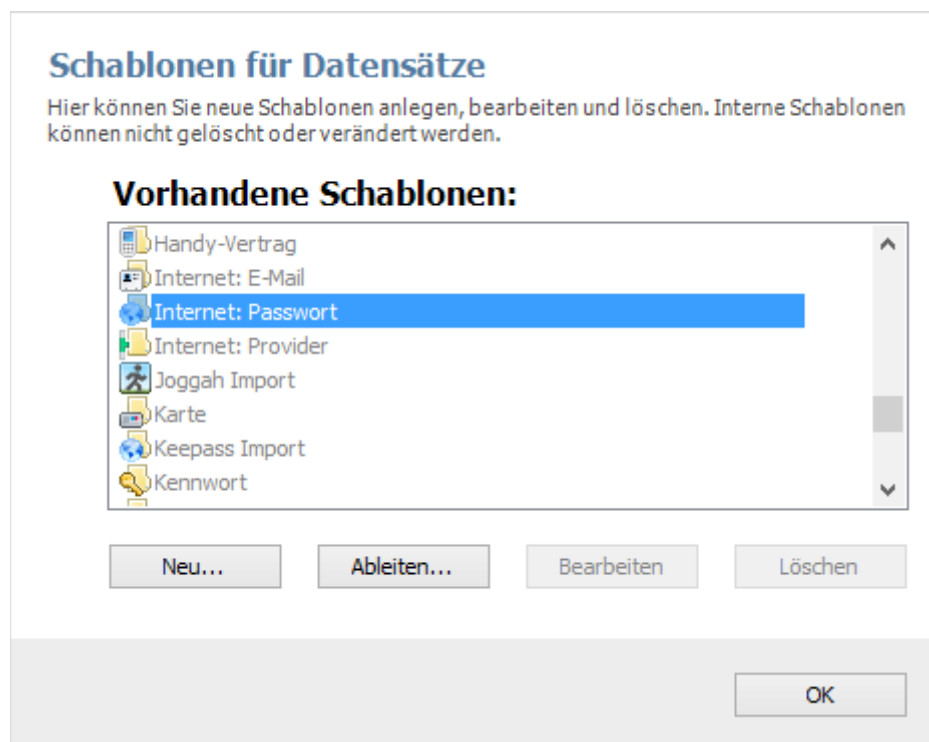 Schablonen für Datensätze
Hier können Sie neue Schablonen anlegen, bearbeiten und löschen. Interne Schablonen
können nicht gelöscht oder verändert werden.
Vorhandene Schablonen:
Handy-Vertrag
Internet: E-Mail
Internet: Passwort
Internet: Provider
Joggah Import
Karte
Keepass Import
Kennwort
Neu... Ableiten... Bearbeiten Löschen
OK